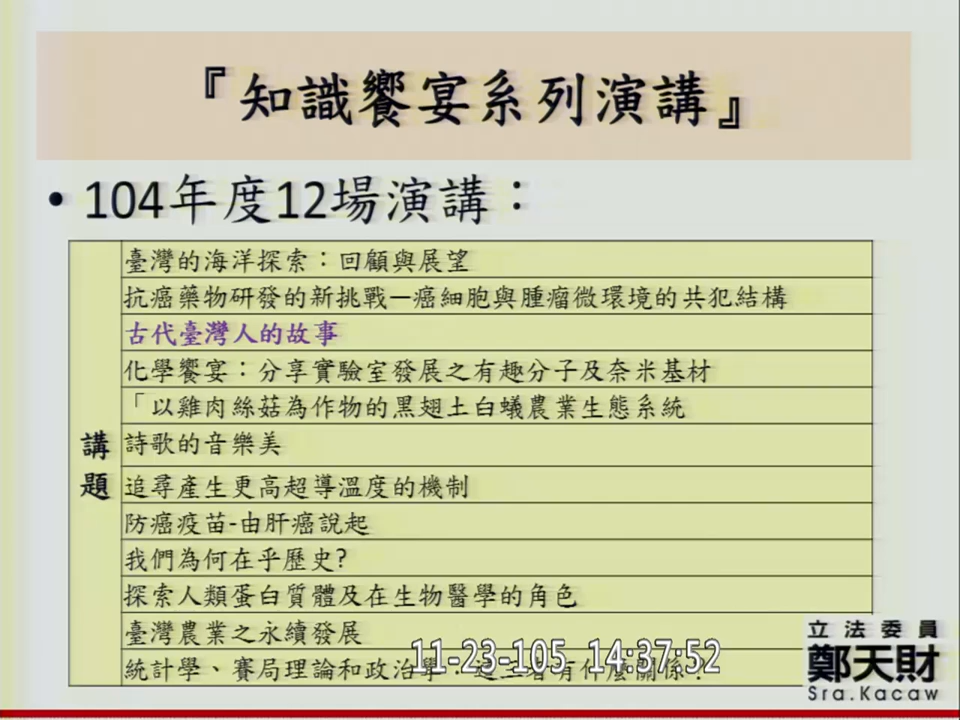 『知識饗宴系列演講』
• 104年度12場演講：
講題
臺灣的海洋探索：回顧與展望
抗癌藥物研發的新挑戰—癌細胞與腫瘤微環境的共犯結構
古代臺灣人的故事
化學饗宴：分享實驗室發展之有趣分子及奈米基材
「以雞肉絲菇為作物的黑翅土白蟻農業生態系統
詩歌的音樂美
追尋產生更高超導溫度的機制
防癌疫苗-由肝癌說起
我們為何在乎歷史?
探索人類蛋白質體及在生物醫學的角色
臺灣農業之永續發展
統計學、賽局理論和政治學：這三者有什麼關係？
11-23-105 14:37:52
立法委員
鄭天財
Sra.Kacaw